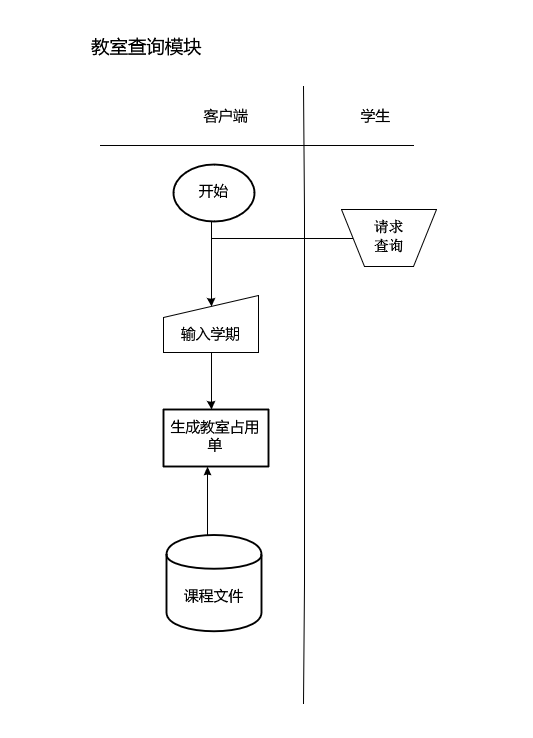 教室查询模块
客户端
学生
开始
请求
查询
输入学期
生成教室占用
单
课程文件